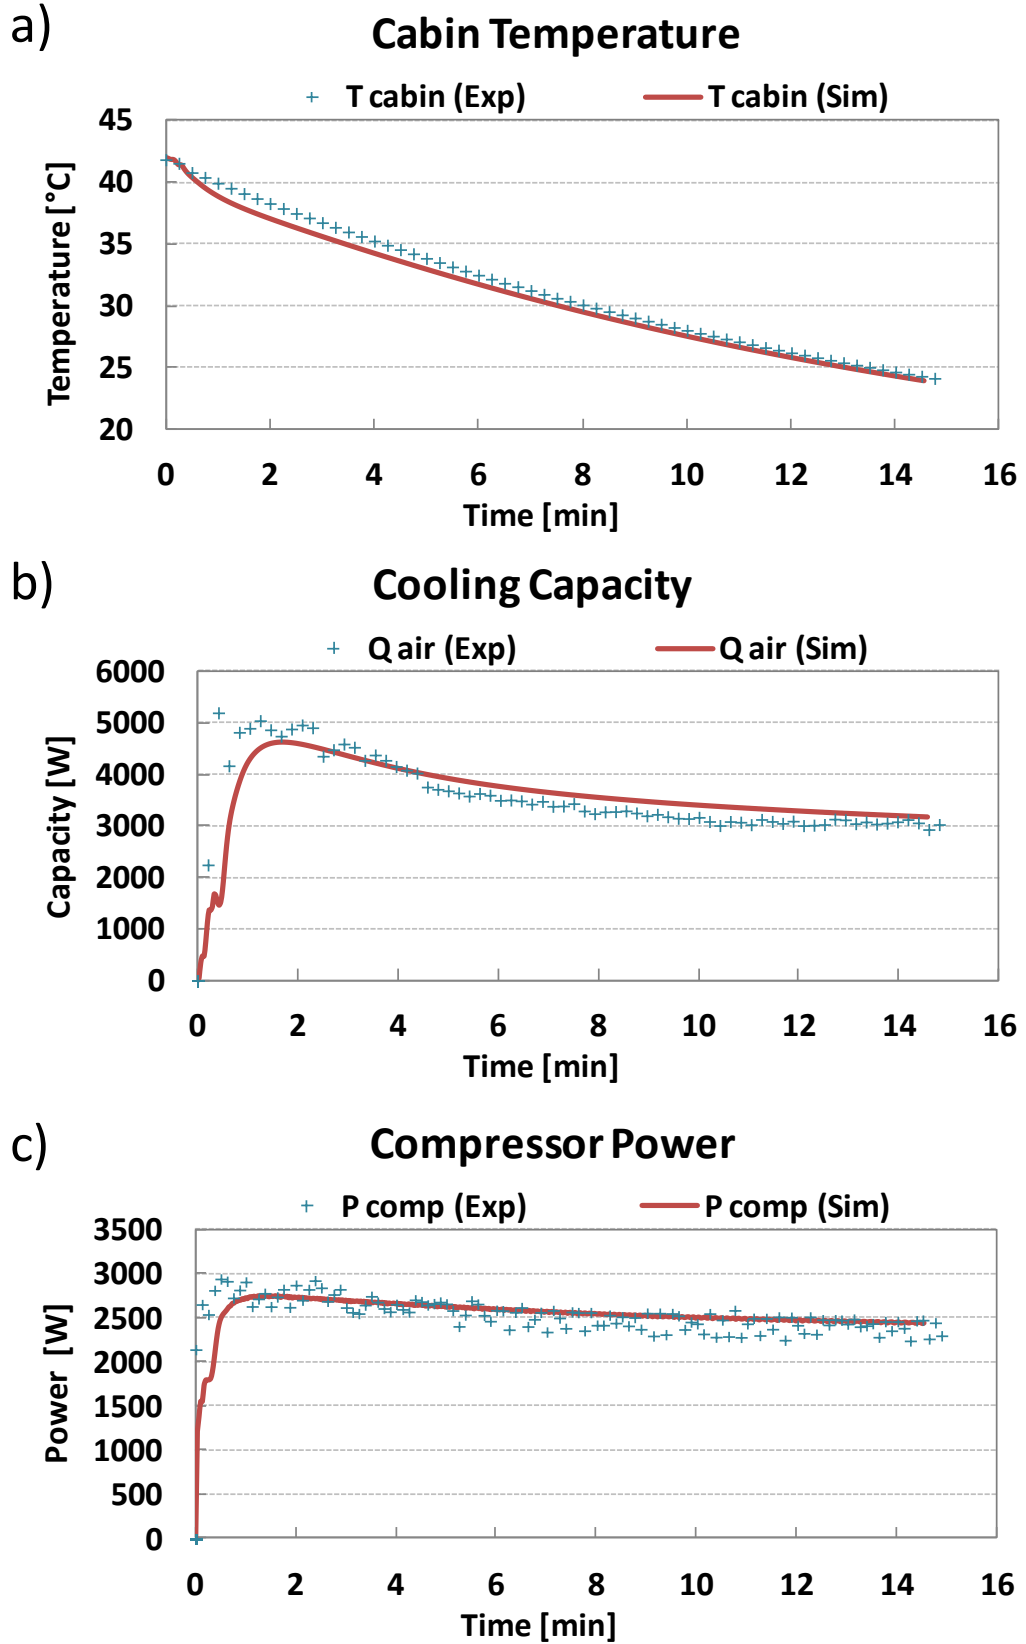 a)
Cabin Temperature
T cabin (Exp) T cabin (Sim)
45
40
35
30
25
20
Temperature [°C]
0 2 4 6 8 10 12 14 16
Time [min]
b)
Cooling Capacity
Q air (Exp) Q air (Sim)
6000
5000
4000
3000
2000
1000
0
Capacity [W]
0 2 4 6 8 10 12 14 16
Time [min]
c)
Compressor Power
P comp (Exp) P comp (Sim)
3500
3000
2500
2000
1500
1000
500
0
Power [W]
0 2 4 6 8 10 12 14 16
Time [min]